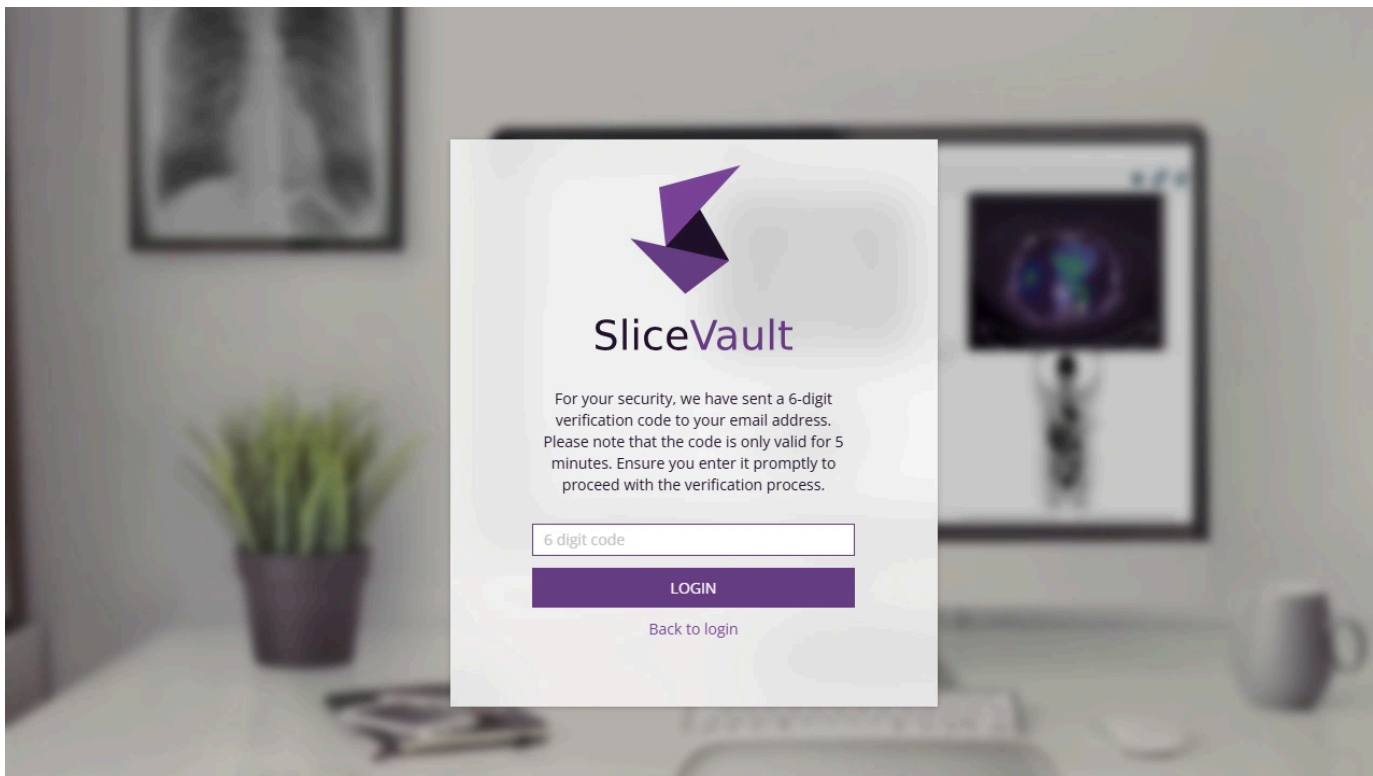 SliceVault
For your security, we have sent a 6-digit
verification code to your email address.
Please note that the code is only valid for 5
minutes. Ensure you enter it promptly to
proceed with the verification process.
6 digit code
LOGIN
Back to login